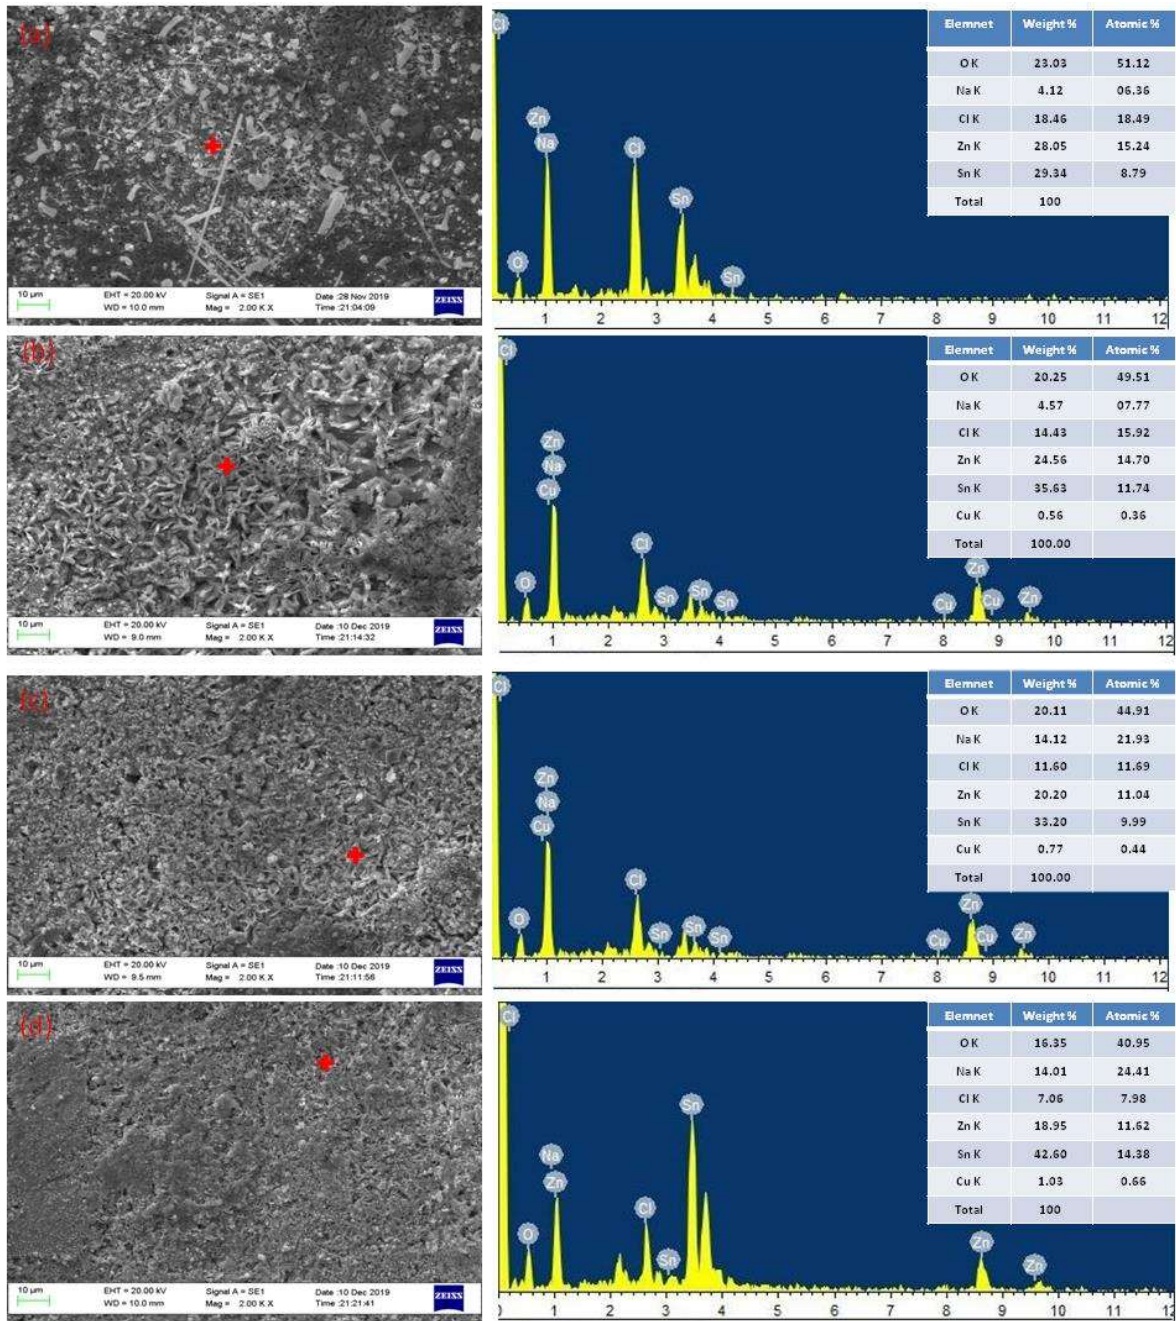 (a)
10 µm
EHT = 20.00 kV
Signal A = SE1
Date :28 Nov 2019
WD = 10.0 mm
Mag = 2.00 K X
Time :21:04:09
ZEISS
Cl
Zn
Na
Cl
Sn
O
Sn
1 2 3 4 5 6 7 8 9 10 11 12
Elemnet Weight % Atomic %
O K 23.03 51.12
Na K 4.12 06.36
Cl K 18.46 18.49
Zn K 28.05 15.24
Sn K 29.34 8.79
Total 100
(b)
10 µm
EHT = 20.00 kV
Signal A = SE1
Date :10 Dec 2019
WD = 9.0 mm
Mag = 2.00 K X
Time :21:14:32
ZEISS
Cl
Zn
Na
Cu
Cl
O
Sn
Sn
Sn
Cu
Zn
Cu
Zn
1 2 3 4 5 6 7 8 9 10 11 12
Elemnet Weight % Atomic %
O K 20.25 49.51
Na K 4.57 07.77
Cl K 14.43 15.92
Zn K 24.56 14.70
Sn K 35.63 11.74
Cu K 0.56 0.36
Total 100.00
(c)
10 µm
EHT = 20.00 kV
Signal A = SE1
Date :10 Dec 2019
WD = 9.5 mm
Mag = 2.00 K X
Time :21:11:56
ZEISS
Cl
Zn
Na
Cu
Cl
O
Sn
Sn
Sn
Cu
Zn
Cu
Zn
1 2 3 4 5 6 7 8 9 10 11 12
Elemnet Weight % Atomic %
O K 20.11 44.91
Na K 14.12 21.93
Cl K 11.60 11.69
Zn K 20.20 11.04
Sn K 33.20 9.99
Cu K 0.77 0.44
Total 100.00
(d)
10 µm
EHT = 20.00 kV
Signal A = SE1
Date :10 Dec 2019
WD = 10.0 mm
Mag = 2.00 K X
Time :21:21:41
ZEISS
Cl
Na
Zn
O
Cl
Sn
Sn
Zn
Zn
0 1 2 3 4 5 6 7 8 9 10 11 12
Elemnet Weight % Atomic %
O K 16.35 40.95
Na K 14.01 24.41
Cl K 7.06 7.98
Zn K 18.95 11.62
Sn K 42.60 14.38
Cu K 1.03 0.66
Total 100